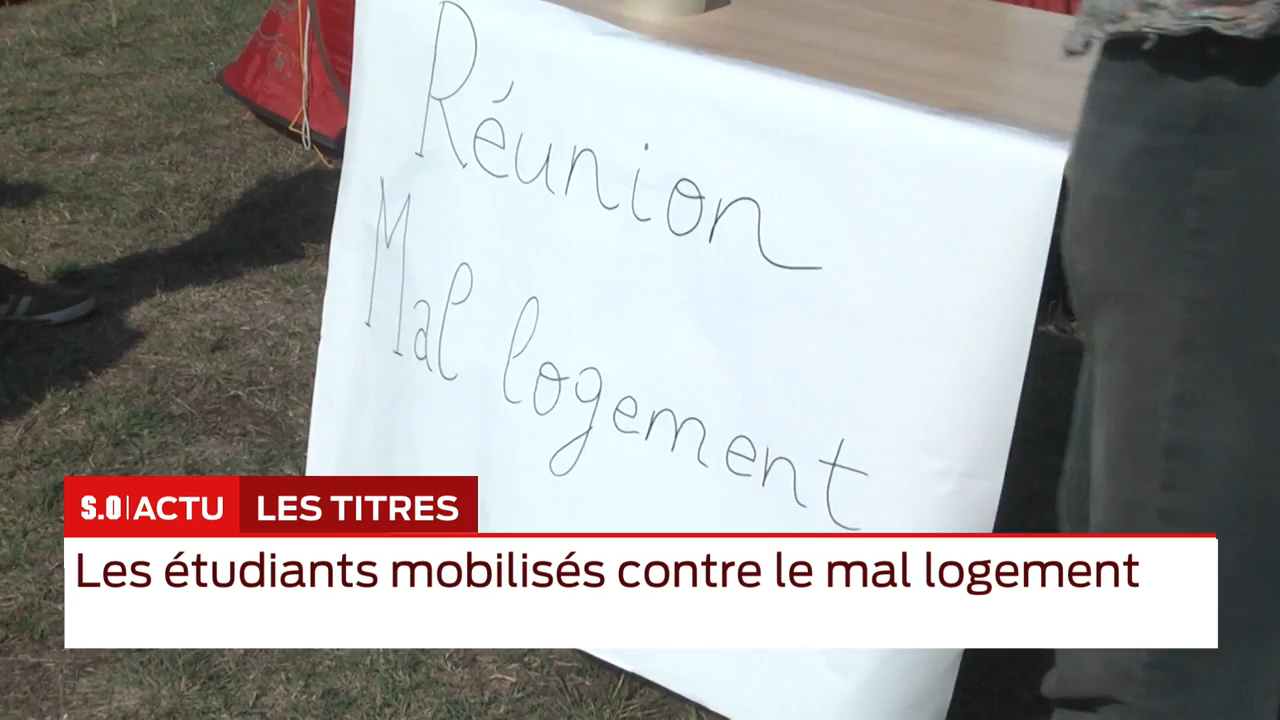 Réunion
Mal logement
S.O ACTU LES TITRES
Les étudiants mobilisés contre le mal logement